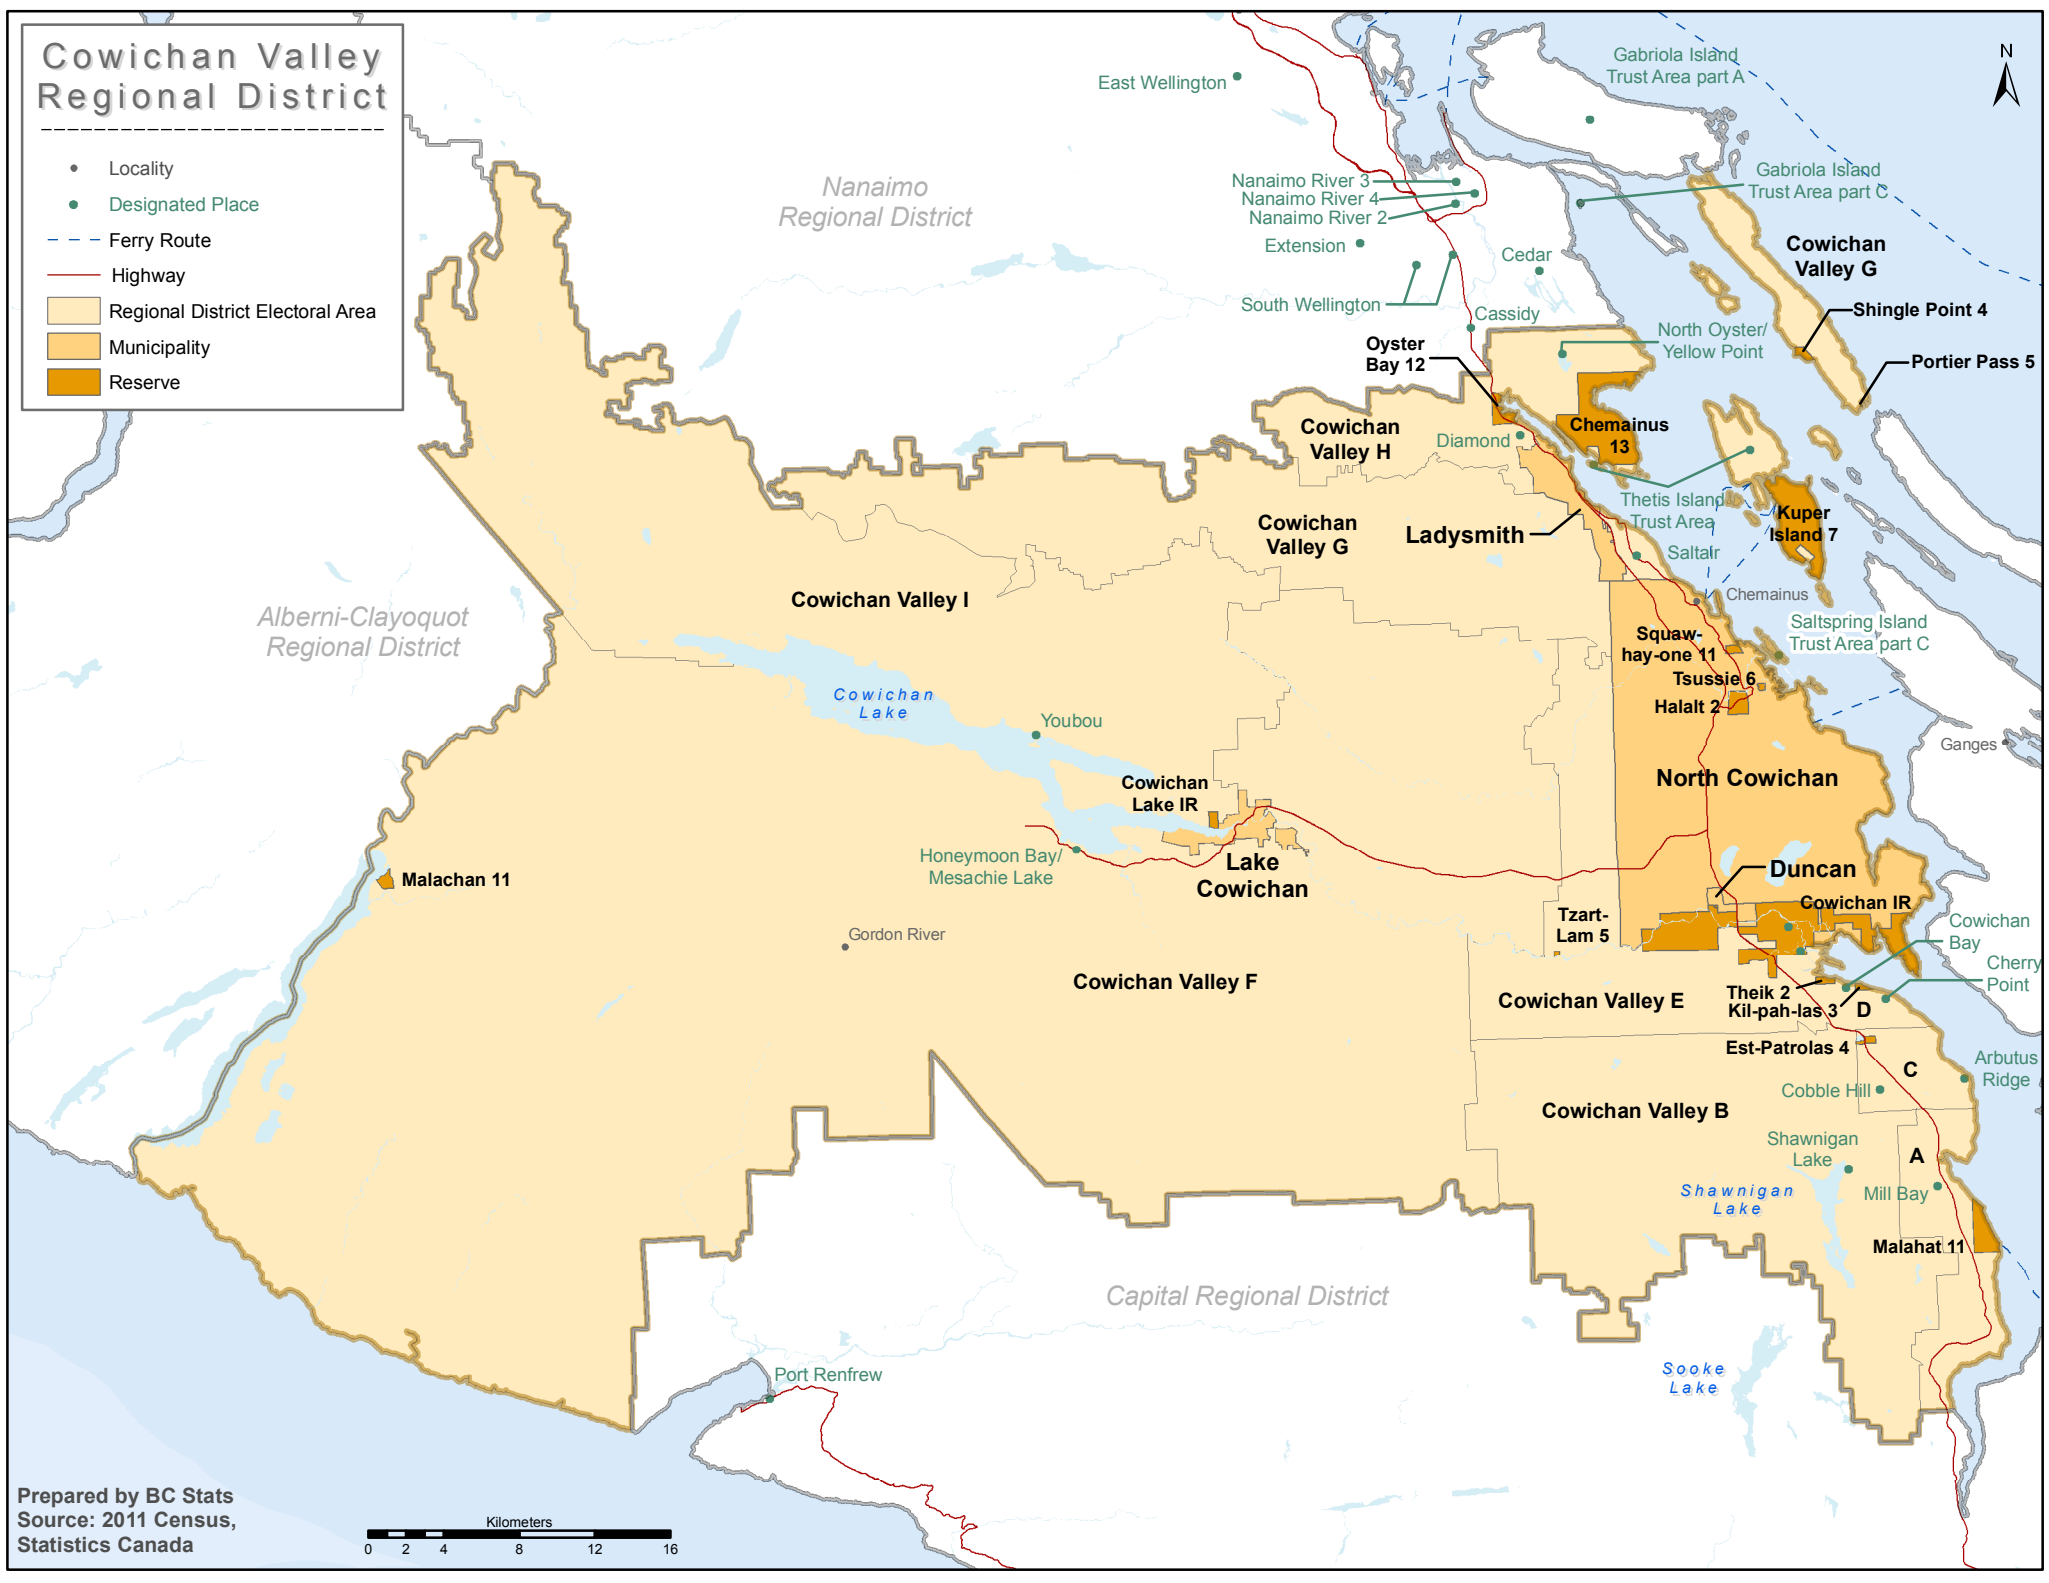 Cowichan Valley
Regional District
Locality
Designated Place
Ferry Route
Highway
Regional District Electoral Area
Municipality
Reserve
N
Gabriola Island
Trust Area part A
East Wellington
Nanaimo
Regional District
Nanaimo River 3
Nanaimo River 4
Nanaimo River 2
Gabriola Island
Trust Area part C
Extension
Cedar
Cowichan
Valley G
South Wellington
Cassidy
Shingle Point 4
North Oyster/
Yellow Point
Oyster
Bay 12
Portier Pass 5
Cowichan
Valley H
Diamond
Chemainus
13
Thetis Island
Trust Area
Kuper
Island 7
Cowichan
Valley G
Ladysmith
Saltair
Cowichan Valley I
Chemainus
Alberni-Clayoquot
Regional District
Squaw-
hay-one 11
Saltspring Island
Trust Area part C
Tsussie 6
Halalt 2
Cowichan
Lake
Youbou
Ganges
Cowichan
Lake IR
North Cowichan
Honeymoon Bay/
Mesachie Lake
Lake
Cowichan
Duncan
Malachan 11
Cowichan IR
Tzart-
Lam 5
Cowichan
Bay
Gordon River
Cherry
Point
Cowichan Valley F
Cowichan Valley E
Theik 2
Kil-pah-las 3
D
Est-Patrolas 4
C
Arbutus
Ridge
Cobble Hill
Cowichan Valley B
Shawnigan
Lake
A
Mill Bay
Shawnigan
Lake
Malahat 11
Capital Regional District
Port Renfrew
Sooke
Lake
Prepared by BC Stats
Source: 2011 Census,
Statistics Canada
Kilometers
0 2 4 8 12 16